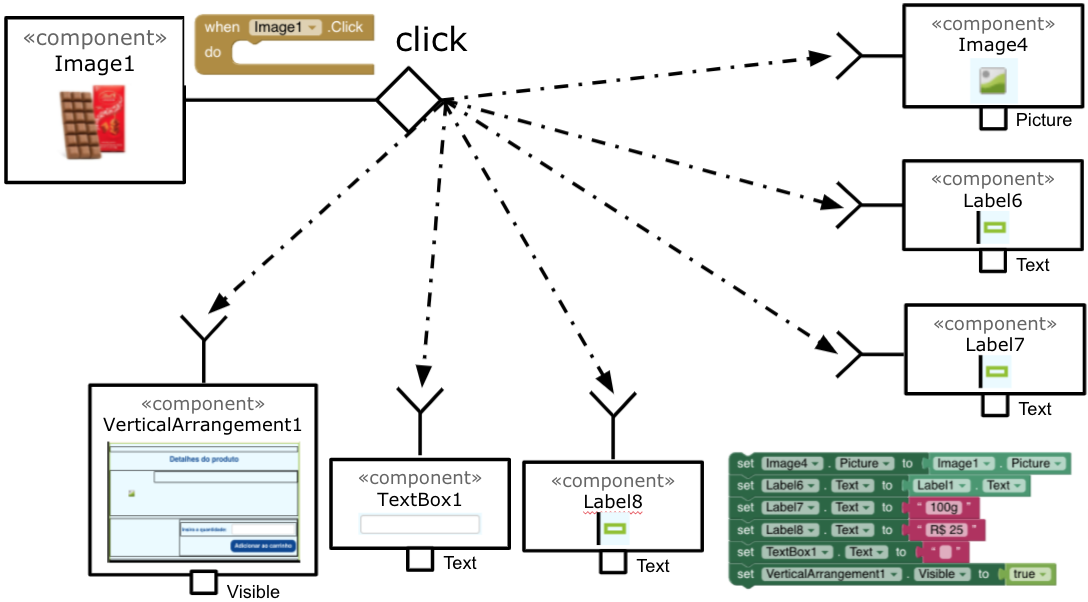 «component»
Image1
when Image1 .Click
do
click
«component»
Image4
Picture
«component»
Label6
Text
«component»
Label7
Text
«component»
VerticalArrangement1
Detalhes do produto
Insira a quantidade:
Adicionar ao carrinho
Visible
«component»
TextBox1
Text
«component»
Label8
Text
set Image4 . Picture to Image1 . Picture
set Label6 . Text to Label1 . Text
set Label7 . Text to " 100g "
set Label8 . Text to " R$ 25 "
set TextBox1 . Text to " "
set VerticalArrangement1 . Visible to true